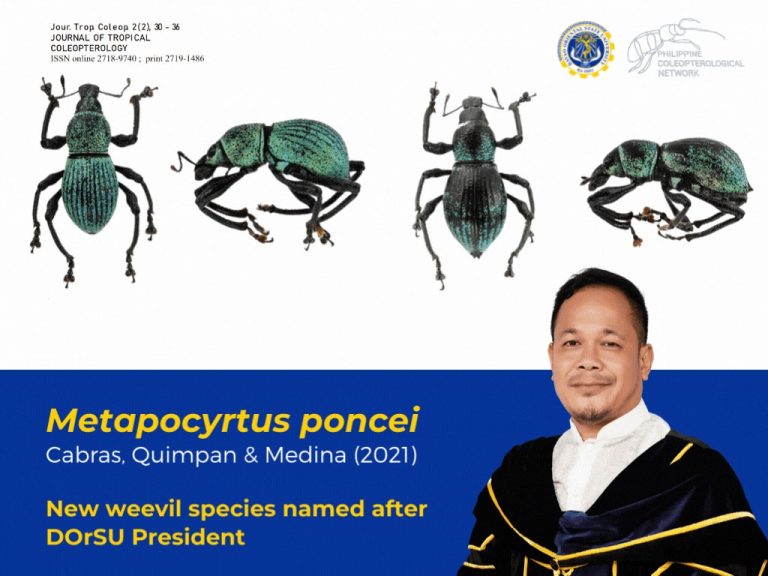 Jour. Trop Coleop 2(2), 30 – 36
JOURNAL OF TROPICAL
COLEOPTEROLOGY
ISSN online 2718-9740 ; print 2719-1486
PHILIPPINE
COLEOPTEROLOGICAL
NETWORK
Metapocyrtus poncei
Cabras, Quimpan & Medina (2021)
New weevil species named after
DOrSU President